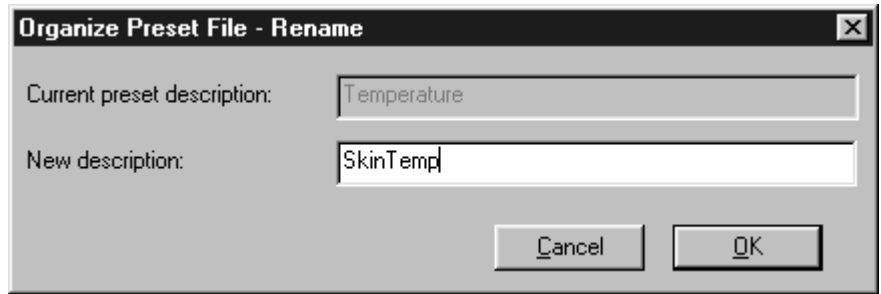 Organize Preset File - Rename
Current preset description: Temperature
New description: SkinTemp
Cancel OK